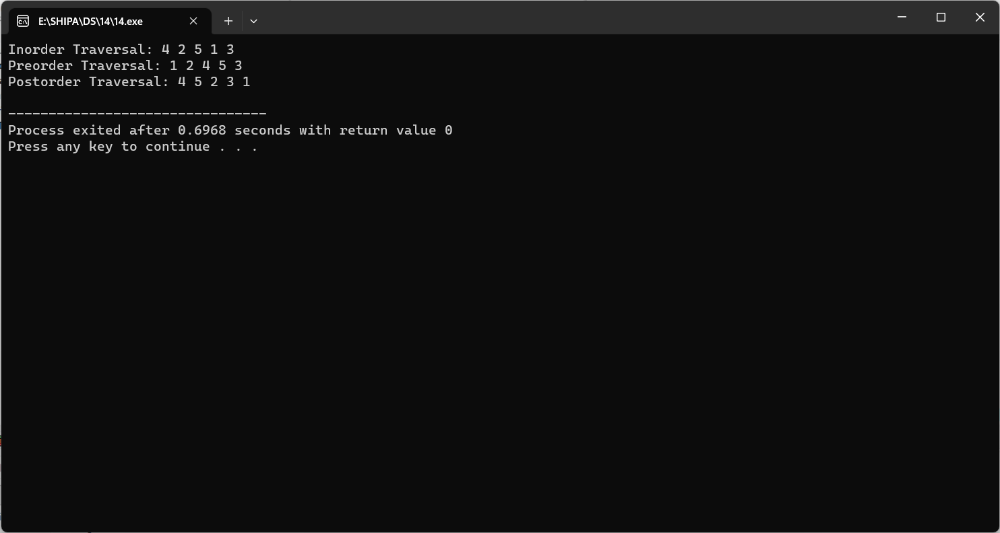 E:\SHIPA\DS\14\14.exe
Inorder Traversal: 4 2 5 1 3
Preorder Traversal: 1 2 4 5 3
Postorder Traversal: 4 5 2 3 1
--------------------------------
Process exited after 0.6968 seconds with return value 0
Press any key to continue . . .